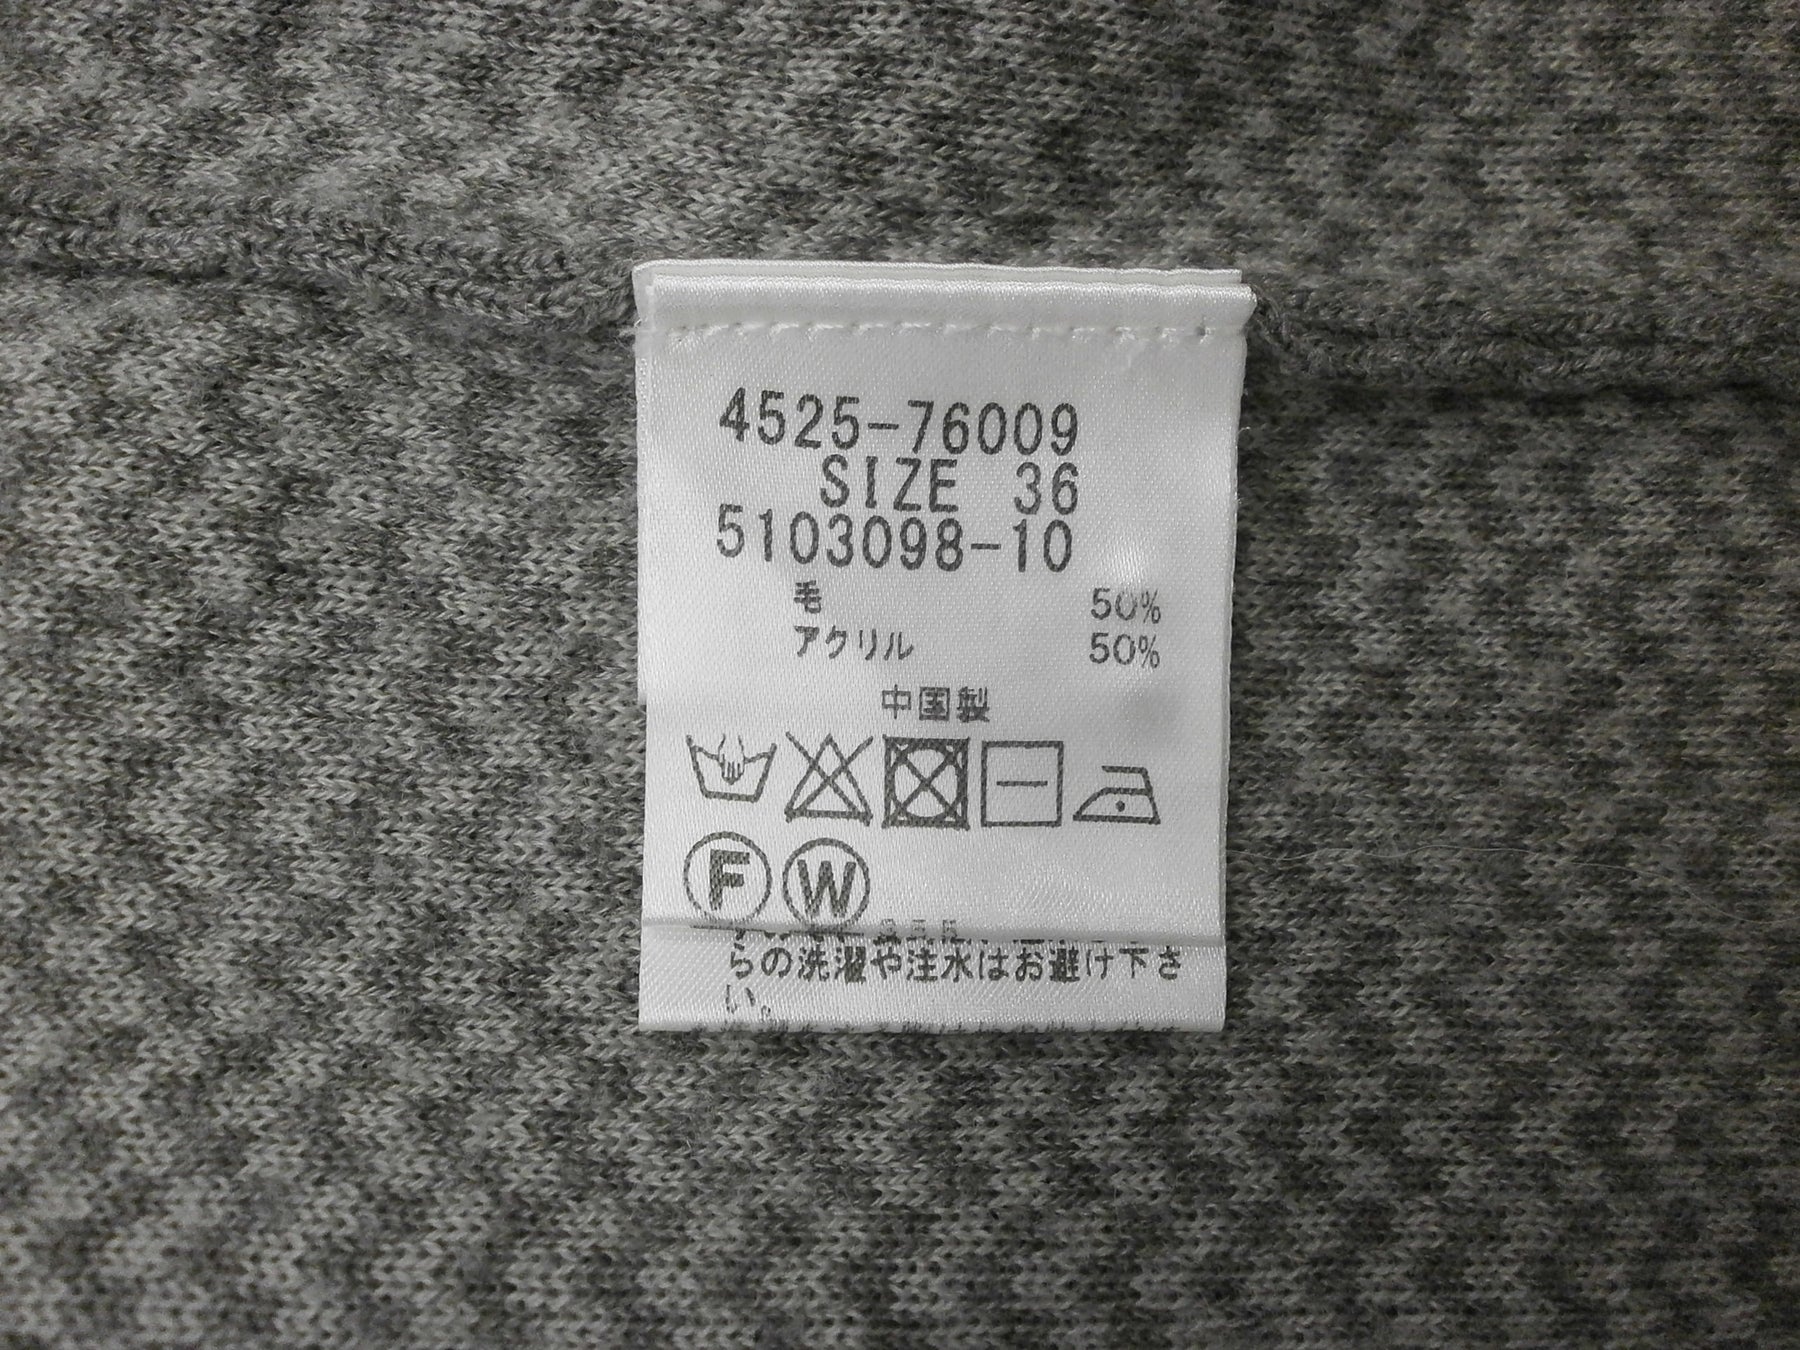 4525-76009
SIZE 36
5103098-10
毛 50%
アクリル 50%
中国製
F W
らの洗濯や注水はお避け下さ
い。